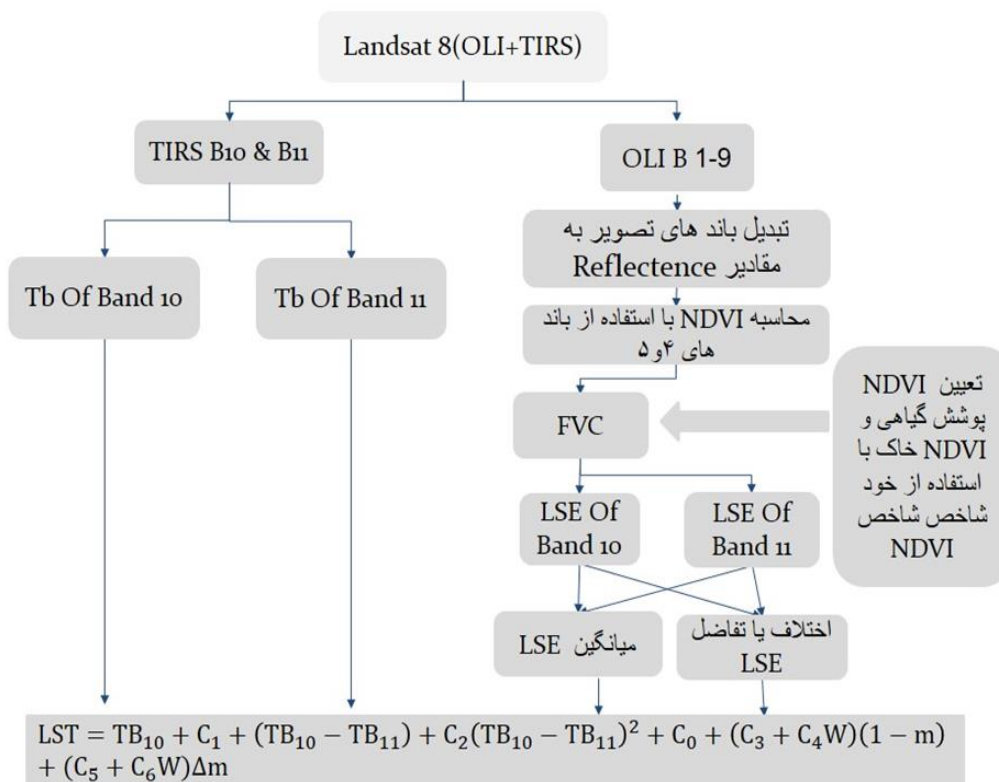 Landsat 8(OLI+TIRS)
TIRS B10 & B11
OLI B 1-9
تبدیل باند های تصویر به
مقادیر Reflectence
Tb Of Band 10
Tb Of Band 11
محاسبه NDVI با استفاده از باند
های ۴و۵
تعیین NDVI
پوشش گیاهی و
NDVI خاک با
استفاده از خود
شاخص شاخص
NDVI
FVC
LSE Of
Band 10
LSE Of
Band 11
میانگین LSE
اختلاف یا تفاضل
LSE
LST = TB₁₀ + C₁ + (TB₁₀ − TB₁₁) + C₂(TB₁₀ − TB₁₁)² + C₀ + (C₃ + C₄W)(1 − m)
+ (C₅ + C₆W)Δm